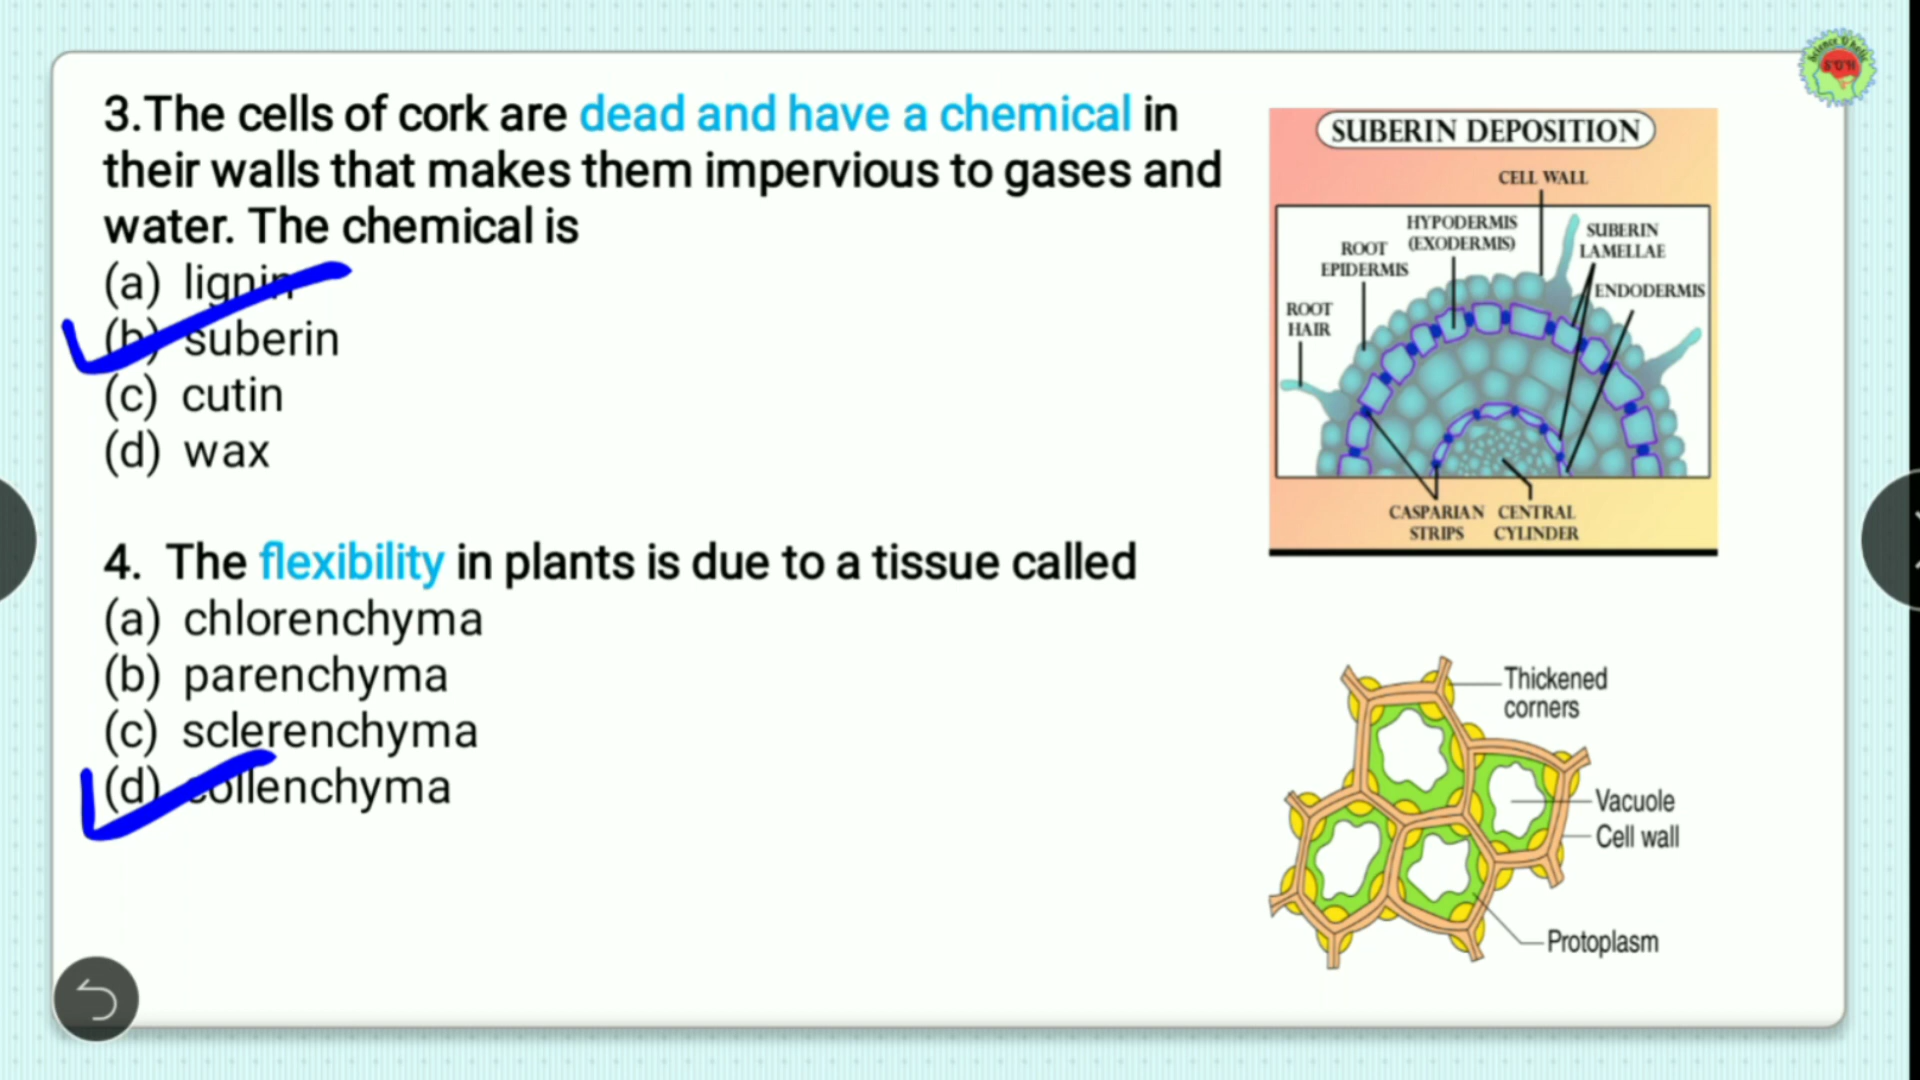 3.The cells of cork are dead and have a chemical in
their walls that makes them impervious to gases and
water. The chemical is
(a) lignin
(b) suberin
(c) cutin
(d) wax
4. The flexibility in plants is due to a tissue called
(a) chlorenchyma
(b) parenchyma
(c) sclerenchyma
(d) collenchyma
SUBERIN DEPOSITION
CELL WALL
HYPODERMIS
(EXODERMIS)
SUBERIN
LAMELLAE
ROOT
EPIDERMIS
ENDODERMIS
ROOT
HAIR
CASPARIAN
STRIPS
CENTRAL
CYLINDER
Thickened
corners
Vacuole
Cell wall
Protoplasm